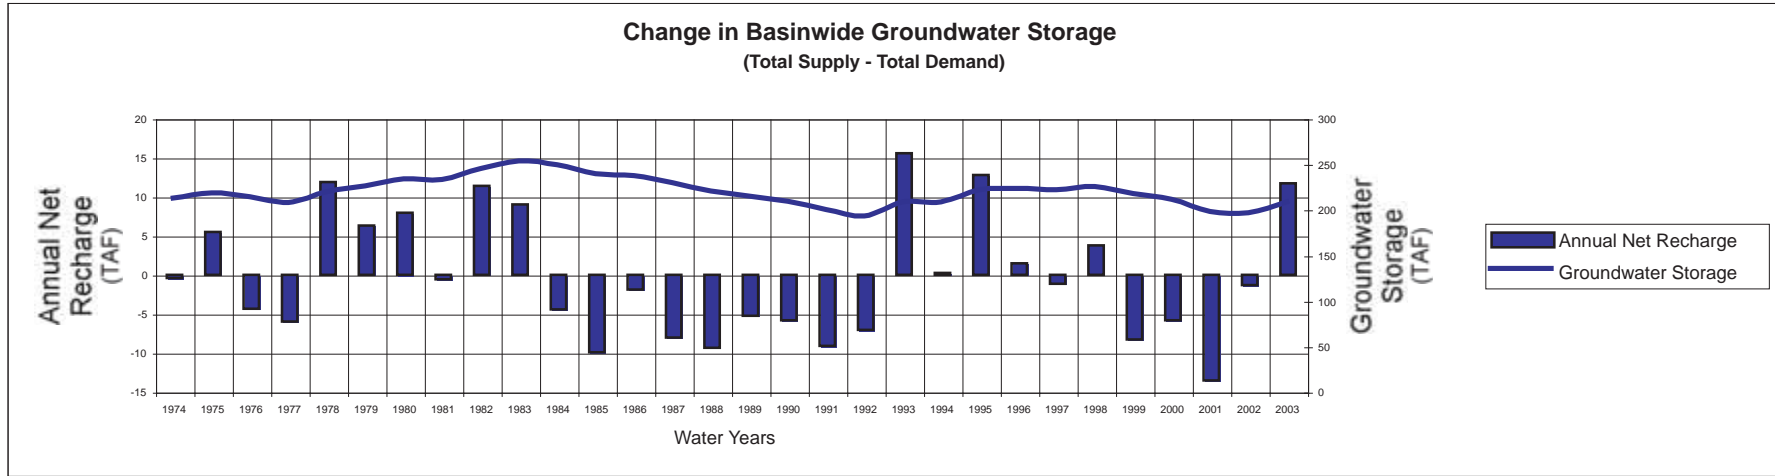 Change in Basinwide Groundwater Storage
(Total Supply - Total Demand)
Annual Net
Recharge
(TAF)
20
15
10
5
0
-5
-10
-15
300
250
200
150
100
50
0
Groundwater
Storage
(TAF)
1974 1975 1976 1977 1978 1979 1980 1981 1982 1983 1984 1985 1986 1987 1988 1989 1990 1991 1992 1993 1994 1995 1996 1997 1998 1999 2000 2001 2002 2003
Water Years
Annual Net Recharge
Groundwater Storage